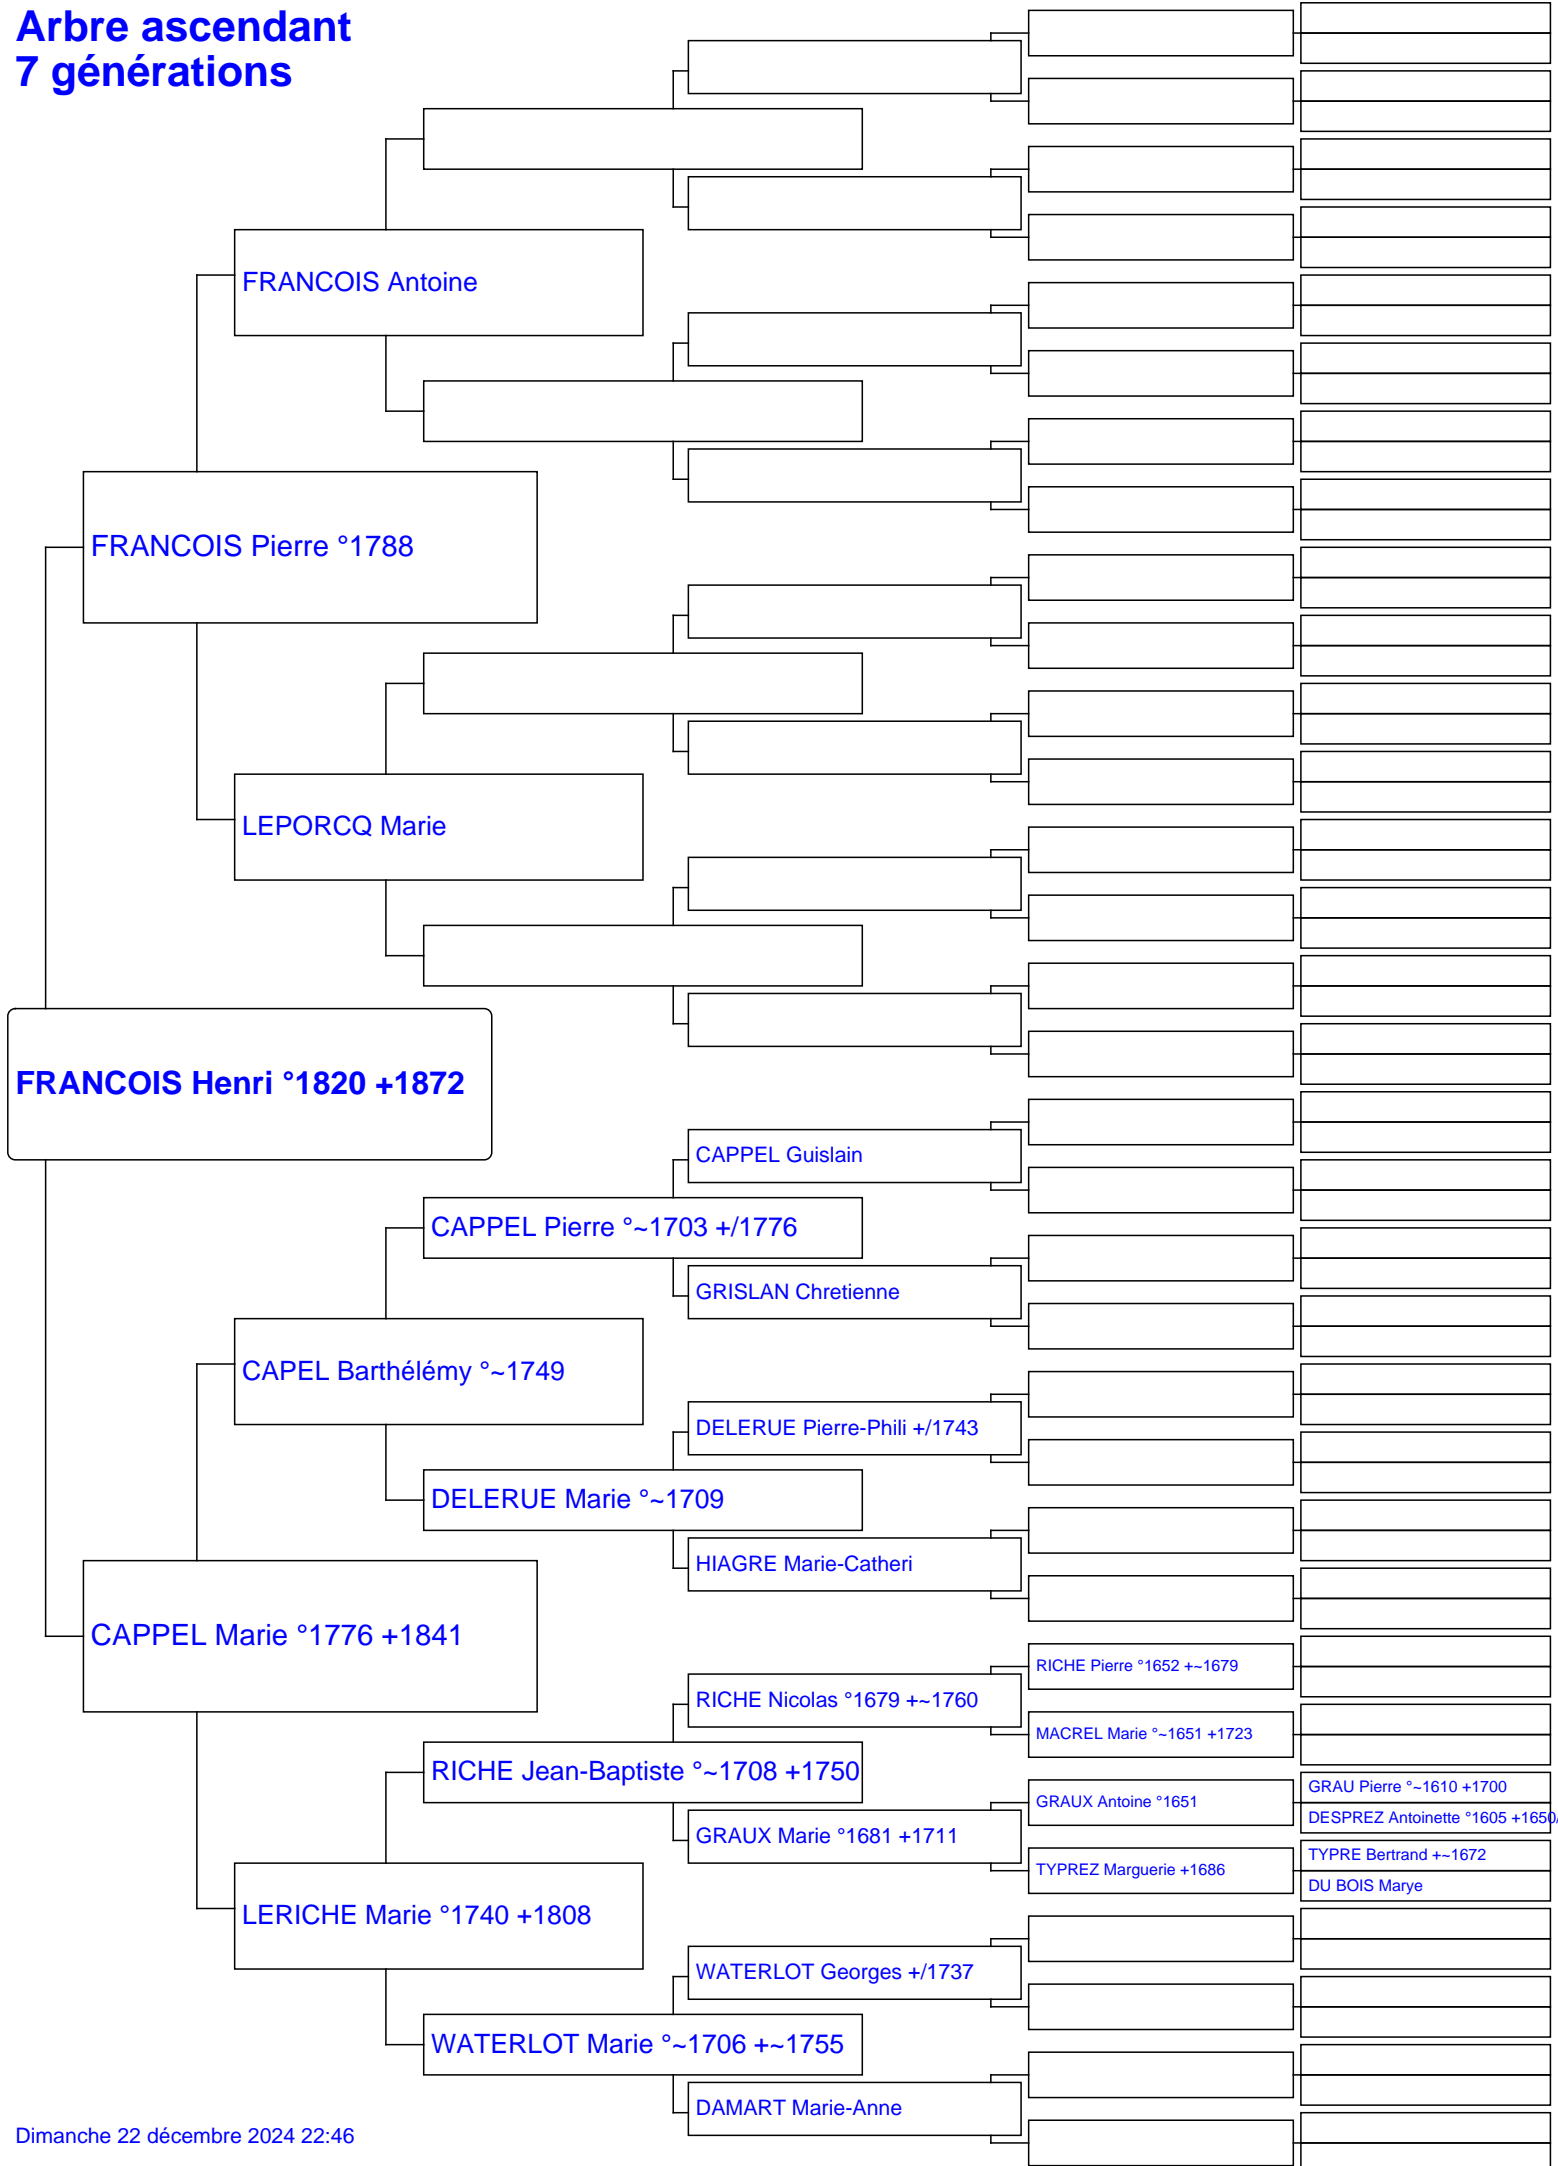 Arbre ascendant
7 générations
FRANCOIS Antoine
FRANCOIS Pierre °1788
LEPORCQ Marie
FRANCOIS Henri °1820 +1872
CAPPEL Guislain
CAPPEL Pierre °~1703 +/1776
GRISLAN Chretienne
CAPEL Barthélémy °~1749
DELERUE Pierre-Phili +/1743
DELERUE Marie °~1709
HIAGRE Marie-Catheri
CAPPEL Marie °1776 +1841
RICHE Pierre °1652 +~1679
RICHE Nicolas °1679 +~1760
MACREL Marie °~1651 +1723
RICHE Jean-Baptiste °~1708 +1750
GRAU Pierre °~1610 +1700
GRAUX Antoine °1651
DESPREZ Antoinette °1605 +1650/
GRAUX Marie °1681 +1711
TYPRE Bertrand +~1672
TYPREZ Marguerie +1686
DU BOIS Marye
LERICHE Marie °1740 +1808
WATERLOT Georges +/1737
WATERLOT Marie °~1706 +~1755
DAMART Marie-Anne
Dimanche 22 décembre 2024 22:46